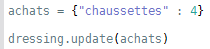 achats = {"chaussettes" : 4}
dressing.update(achats)